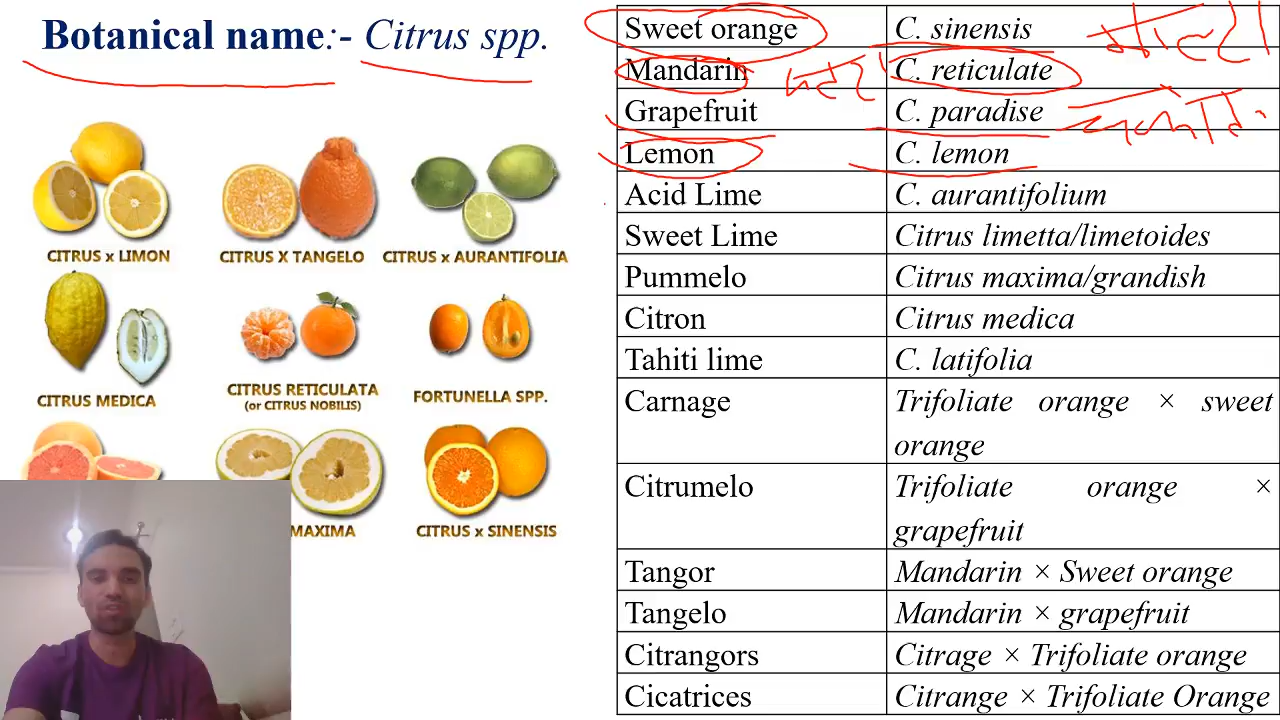 Botanical name:- Citrus spp.
CITRUS x LIMON
CITRUS X TANGELO
CITRUS x AURANTIFOLIA
CITRUS MEDICA
CITRUS RETICULATA
(or CITRUS NOBILIS)
FORTUNELLA SPP.
MAXIMA
CITRUS x SINENSIS
Sweet orange C. sinensis
Mandarin C. reticulate
Grapefruit C. paradise
Lemon C. lemon
Acid Lime C. aurantifolium
Sweet Lime Citrus limetta/limetoides
Pummelo Citrus maxima/grandish
Citron Citrus medica
Tahiti lime C. latifolia
Carnage Trifoliate orange × sweet
orange
Citrumelo Trifoliate orange ×
grapefruit
Tangor Mandarin × Sweet orange
Tangelo Mandarin × grapefruit
Citrangors Citrage × Trifoliate orange
Cicatrices Citrange × Trifoliate Orange